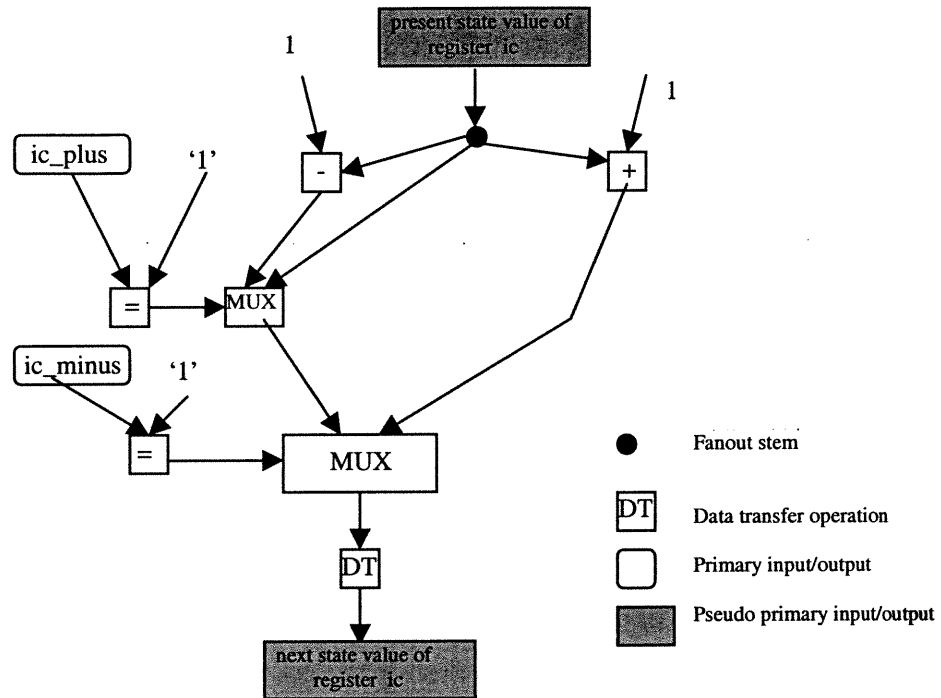 present state value of
register ic
1
1
ic_plus
‘1’
-
+
=
MUX
ic_minus
‘1’
=
MUX
DT
next state value of
register ic
Fanout stem
DT
Data transfer operation
Primary input/output
Pseudo primary input/output